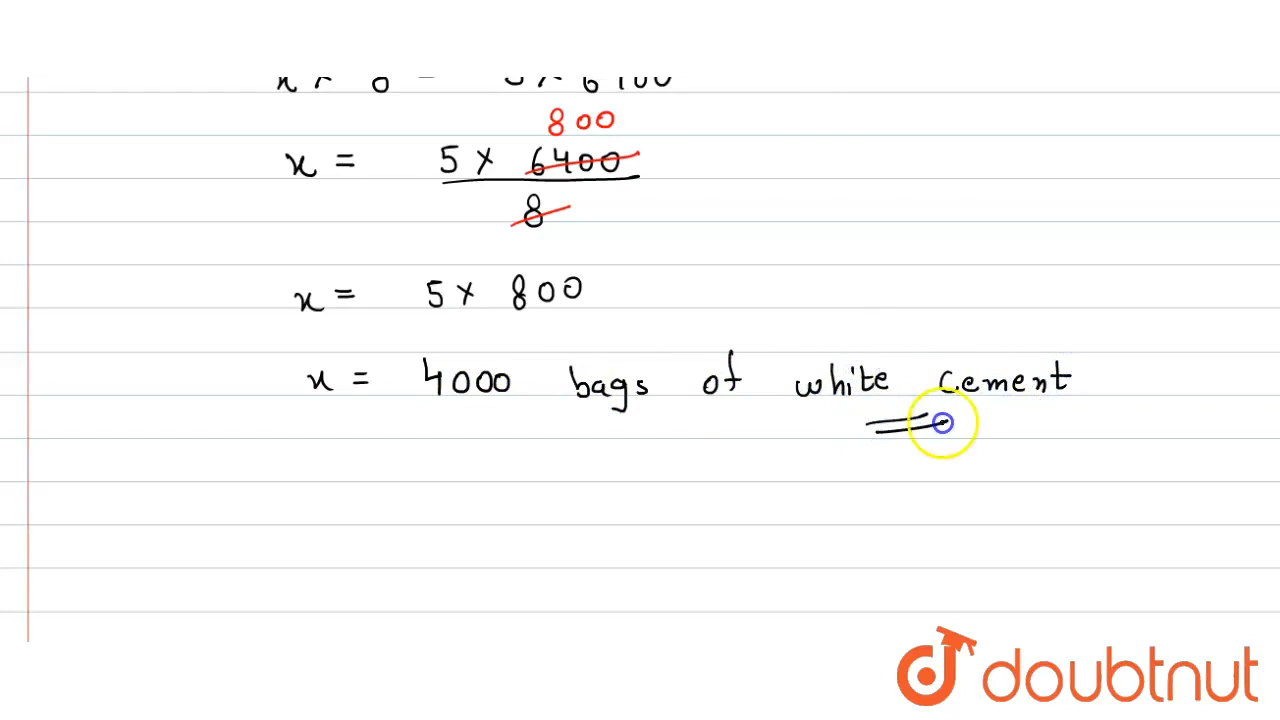 800
x = 5 × 6400
8
x = 5 × 800
x = 4000 bags of white cement
doubtnut